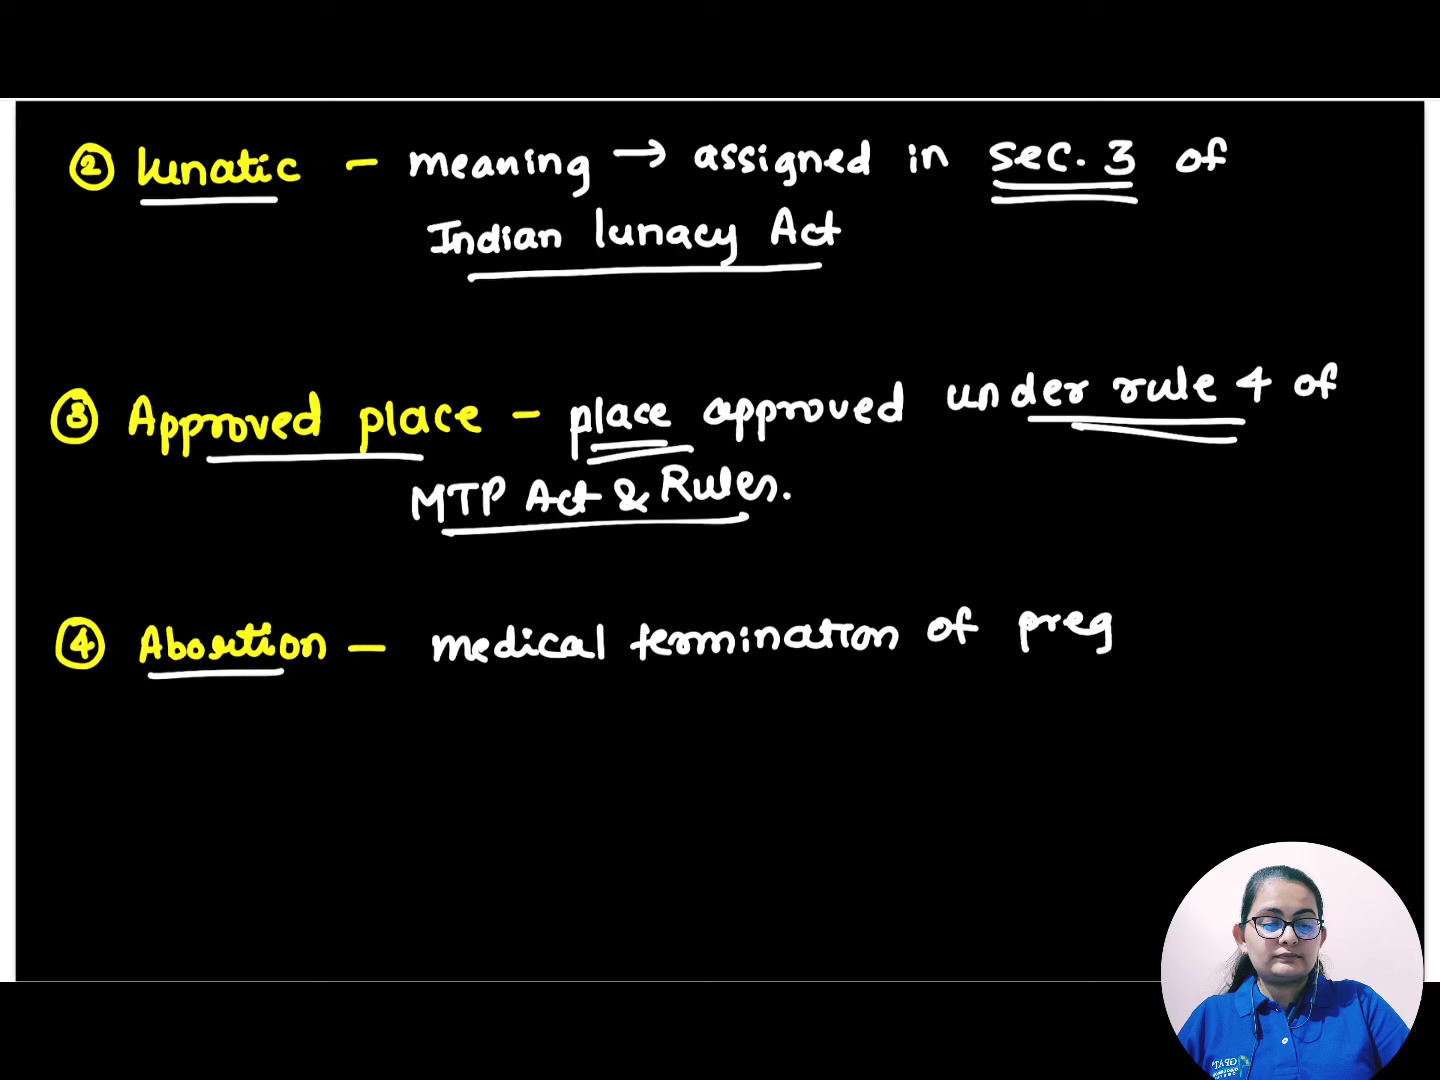 ② Lunatic – meaning → assigned in sec. 3 of
Indian Lunacy Act
③ Approved place – place approved under rule 4 of
MTP Act & Rules.
④ Abortion – medical termination of preg
GPAT